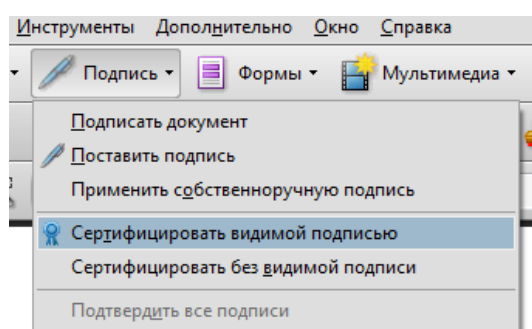 Инструменты Дополнительно Окно Справка
Подпись Формы Мультимедиа
Подписать документ
Поставить подпись
Применить собственноручную подпись
Сертифицировать видимой подписью
Сертифицировать без видимой подписи
Подтвердить все подписи